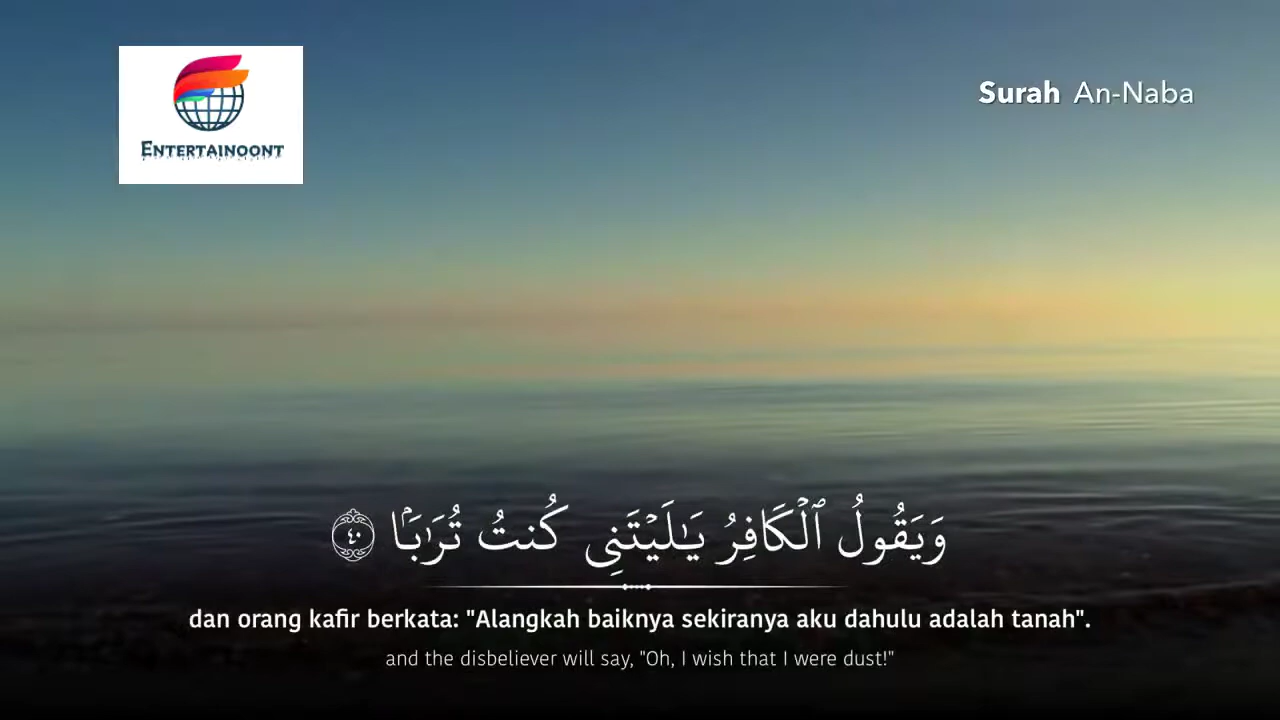 ENTERTAINOONT
Surah An-Naba
وَيَقُولُ ٱلْكَافِرُ يَـٰلَيْتَنِى كُنتُ تُرَٰبًۢا ٤٠
dan orang kafir berkata: "Alangkah baiknya sekiranya aku dahulu adalah tanah".
and the disbeliever will say, "Oh, I wish that I were dust!"